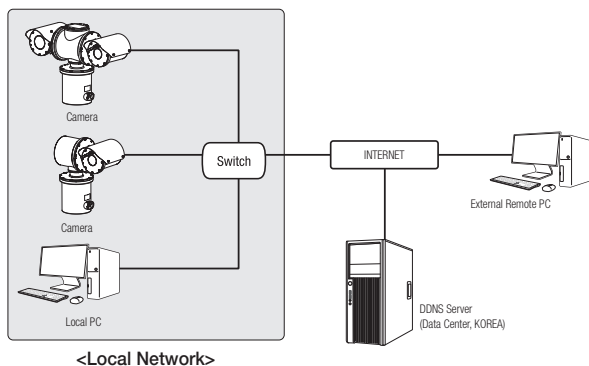 Camera
Switch
INTERNET
Camera
External Remote PC
DDNS Server
(Data Center, KOREA)
Local PC
<Local Network>